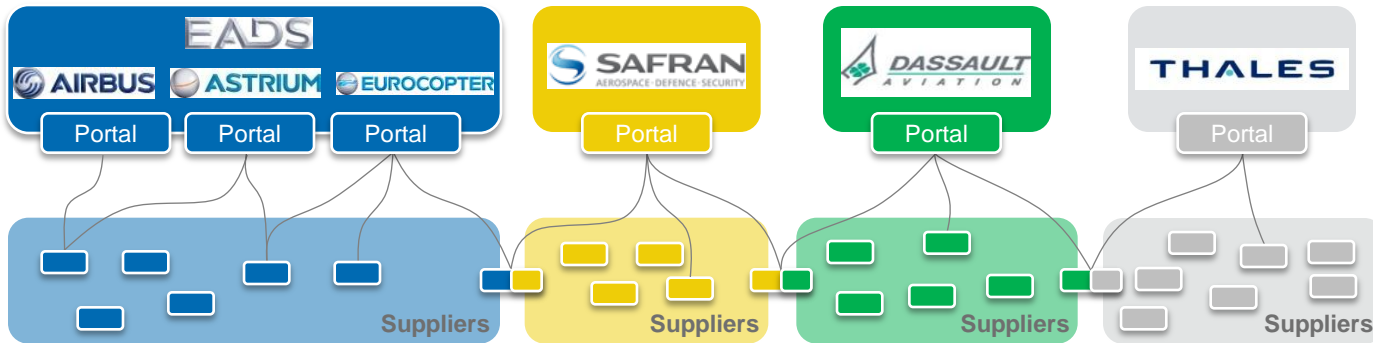 EADS
AIRBUS ASTRIUM EUROCOPTER
SAFRAN
AEROSPACE · DEFENCE · SECURITY
DASSAULT
AVIATION
THALES
Portal Portal Portal Portal Portal Portal
Suppliers Suppliers Suppliers Suppliers